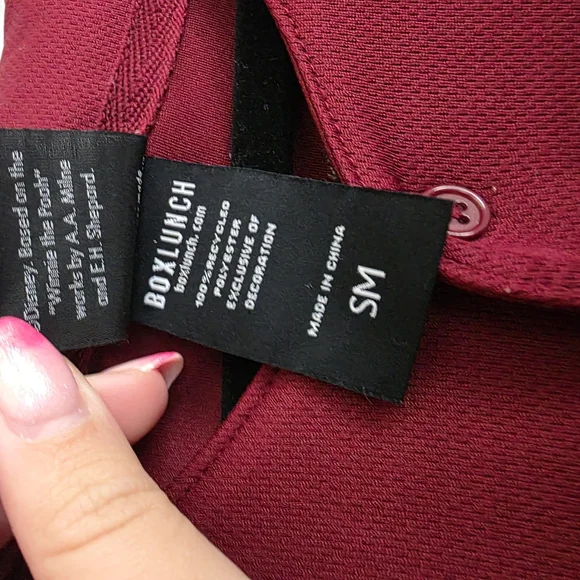 ©Disney. Based on the
"Winnie the Pooh"
works by A.A. Milne
and E.H. Shepard.
BOXLUNCH
boxlunch.com
100% RECYCLED
POLYESTER
EXCLUSIVE OF
DECORATION
MADE IN CHINA
SM